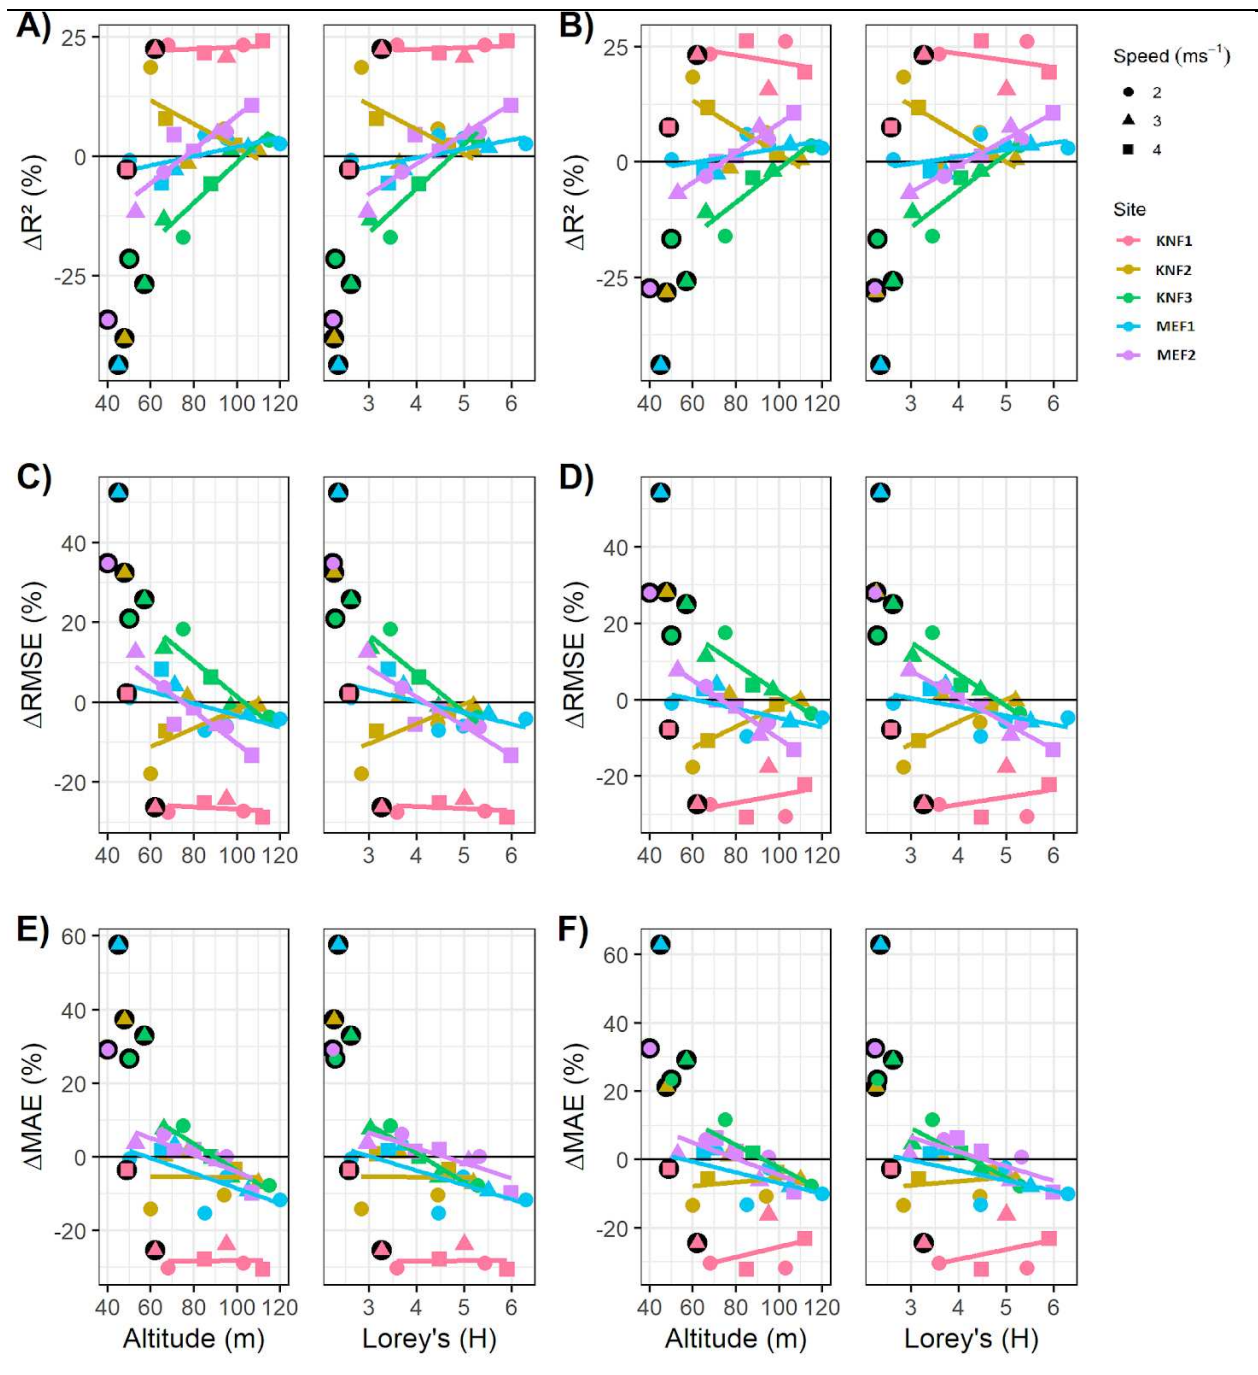 A)
B)
25
0
-25
ΔR² (%)
40 60 80 100 120
3 4 5 6
25
0
-25
ΔR² (%)
40 60 80 100 120
3 4 5 6
Speed (ms⁻¹)
2
3
4
Site
KNF1
KNF2
KNF3
MEF1
MEF2
C)
D)
40
20
0
-20
ΔRMSE (%)
40 60 80 100 120
3 4 5 6
40
20
0
-20
ΔRMSE (%)
40 60 80 100 120
3 4 5 6
E)
F)
60
40
20
0
-20
ΔMAE (%)
40 60 80 100 120
3 4 5 6
Altitude (m)
Lorey's (H)
60
40
20
0
-20
ΔMAE (%)
40 60 80 100 120
3 4 5 6
Altitude (m)
Lorey's (H)